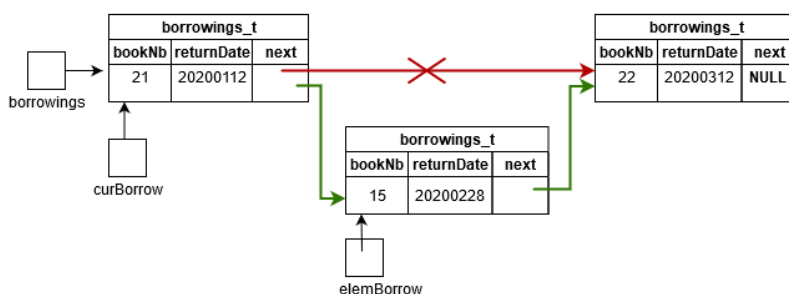 borrowings_t
bookNb returnDate next
21 20200112
borrowings
curBorrow
borrowings_t
bookNb returnDate next
22 20200312 NULL
borrowings_t
bookNb returnDate next
15 20200228
elemBorrow